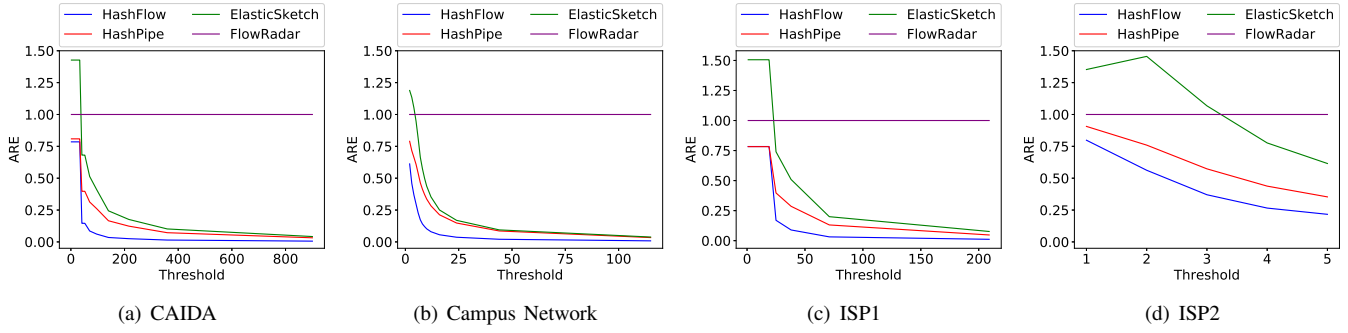 HashFlow
ElasticSketch
HashPipe
FlowRadar
1.50
1.25
1.00
0.75
0.50
0.25
0.00
ARE
0
200
400
600
800
Threshold
(a) CAIDA
HashFlow
ElasticSketch
HashPipe
FlowRadar
1.50
1.25
1.00
0.75
0.50
0.25
0.00
ARE
0
25
50
75
100
Threshold
(b) Campus Network
HashFlow
ElasticSketch
HashPipe
FlowRadar
1.50
1.25
1.00
0.75
0.50
0.25
0.00
ARE
0
50
100
150
200
Threshold
(c) ISP1
HashFlow
ElasticSketch
HashPipe
FlowRadar
1.50
1.25
1.00
0.75
0.50
0.25
0.00
ARE
1
2
3
4
5
Threshold
(d) ISP2